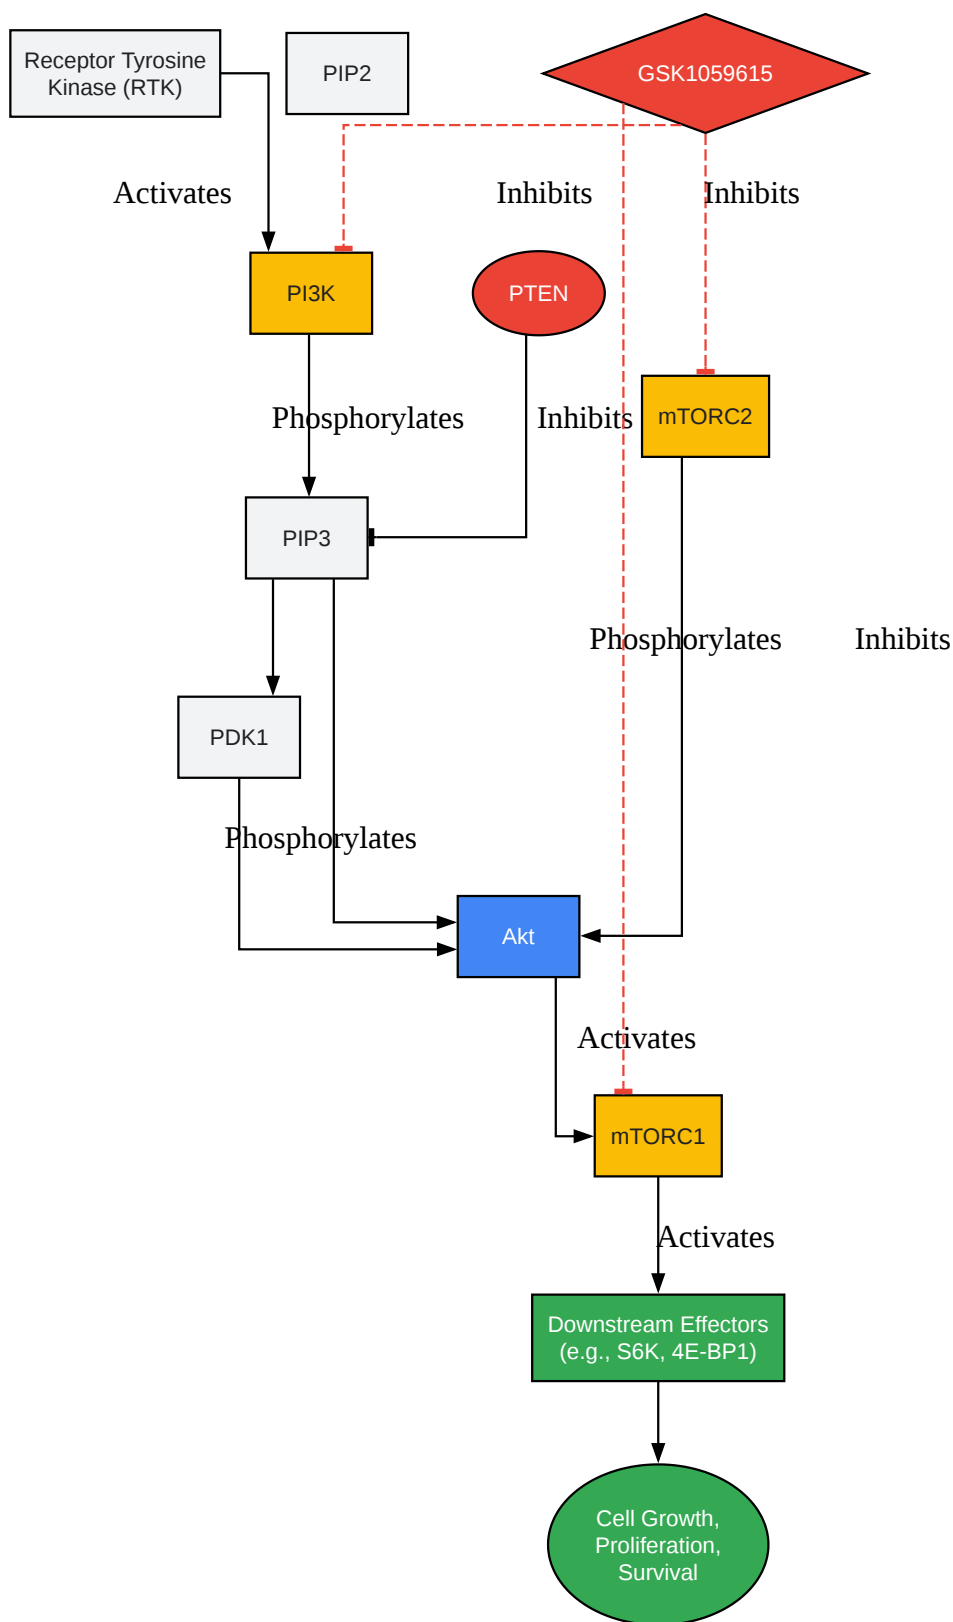 Receptor Tyrosine
Kinase (RTK)
PIP2
GSK1059615
Activates
Inhibits
Inhibits
PI3K
PTEN
Phosphorylates
Inhibits
mTORC2
PIP3
Phosphorylates
Inhibits
PDK1
Phosphorylates
Akt
Activates
mTORC1
Activates
Downstream Effectors
(e.g., S6K, 4E-BP1)
Cell Growth,
Proliferation,
Survival